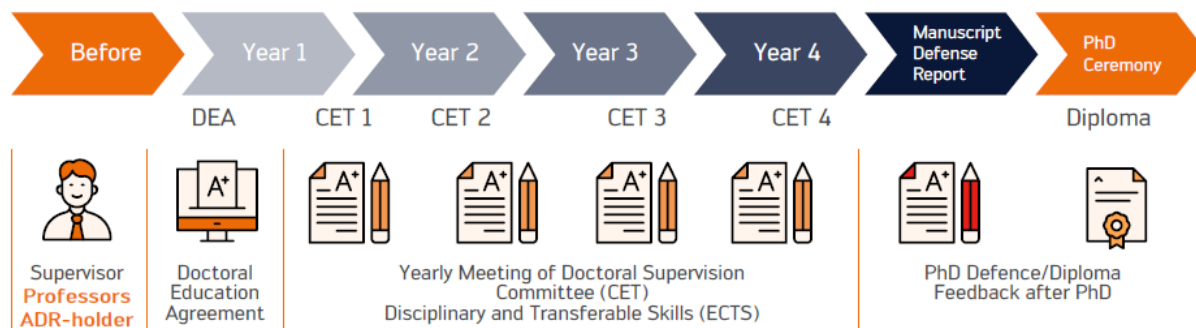 Before
Year 1
Year 2
Year 3
Year 4
Manuscript
Defense
Report
PhD
Ceremony
DEA
CET 1
CET 2
CET 3
CET 4
Diploma
A+
A+
A+
A+
A+
A+
Supervisor
Professors
ADR-holder
Doctoral
Education
Agreement
Yearly Meeting of Doctoral Supervision
Committee (CET)
Disciplinary and Transferable Skills (ECTS)
PhD Defence/Diploma
Feedback after PhD